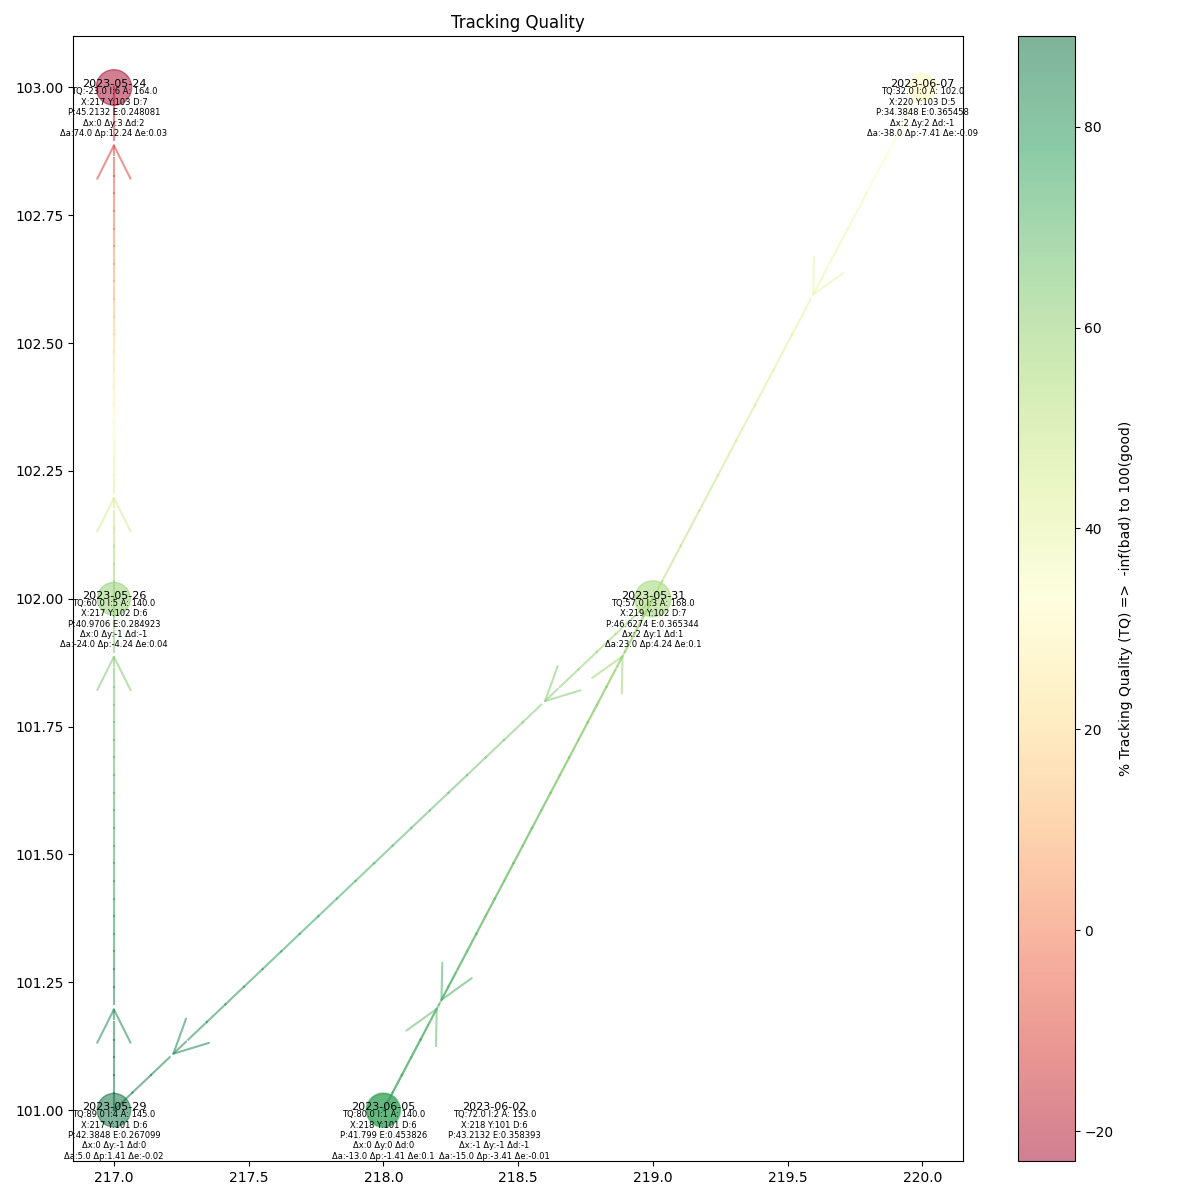 Tracking Quality
103.00
102.75
102.50
102.25
102.00
101.75
101.50
101.25
101.00
2023-05-24
TQ:-23.0 I:6 A: 164.0
X:217 Y:103 D:7
P:45.2132 E:0.248081
Δx:0 Δy:3 Δd:2
Δa:74.0 Δp:12.24 Δe:0.03
2023-06-07
TQ:32.0 I:0 A: 102.0
X:220 Y:103 D:5
P:34.3848 E:0.365458
Δx:2 Δy:2 Δd:-1
Δa:-38.0 Δp:-7.41 Δe:-0.09
2023-05-26
TQ:60.0 I:5 A: 140.0
X:217 Y:102 D:6
P:40.9706 E:0.284923
Δx:0 Δy:-1 Δd:-1
Δa:-24.0 Δp:-4.24 Δe:0.04
2023-05-31
TQ:57.0 I:3 A: 168.0
X:219 Y:102 D:7
P:46.6274 E:0.365344
Δx:2 Δy:1 Δd:1
Δa:23.0 Δp:4.24 Δe:0.1
2023-05-29
TQ:89.0 I:4 A: 145.0
X:217 Y:101 D:6
P:42.3848 E:0.267099
Δx:0 Δy:-1 Δd:0
Δa:5.0 Δp:1.41 Δe:-0.02
2023-06-05
TQ:80.0 I:1 A: 140.0
X:218 Y:101 D:6
P:41.799 E:0.453826
Δx:0 Δy:0 Δd:0
Δa:-13.0 Δp:-1.41 Δe:0.1
2023-06-02
TQ:72.0 I:2 A: 153.0
X:218 Y:101 D:6
P:43.2132 E:0.358393
Δx:-1 Δy:-1 Δd:-1
Δa:-15.0 Δp:-3.41 Δe:-0.01
217.0
217.5
218.0
218.5
219.0
219.5
220.0
80
60
40
20
0
−20
% Tracking Quality (TQ) => -inf(bad) to 100(good)